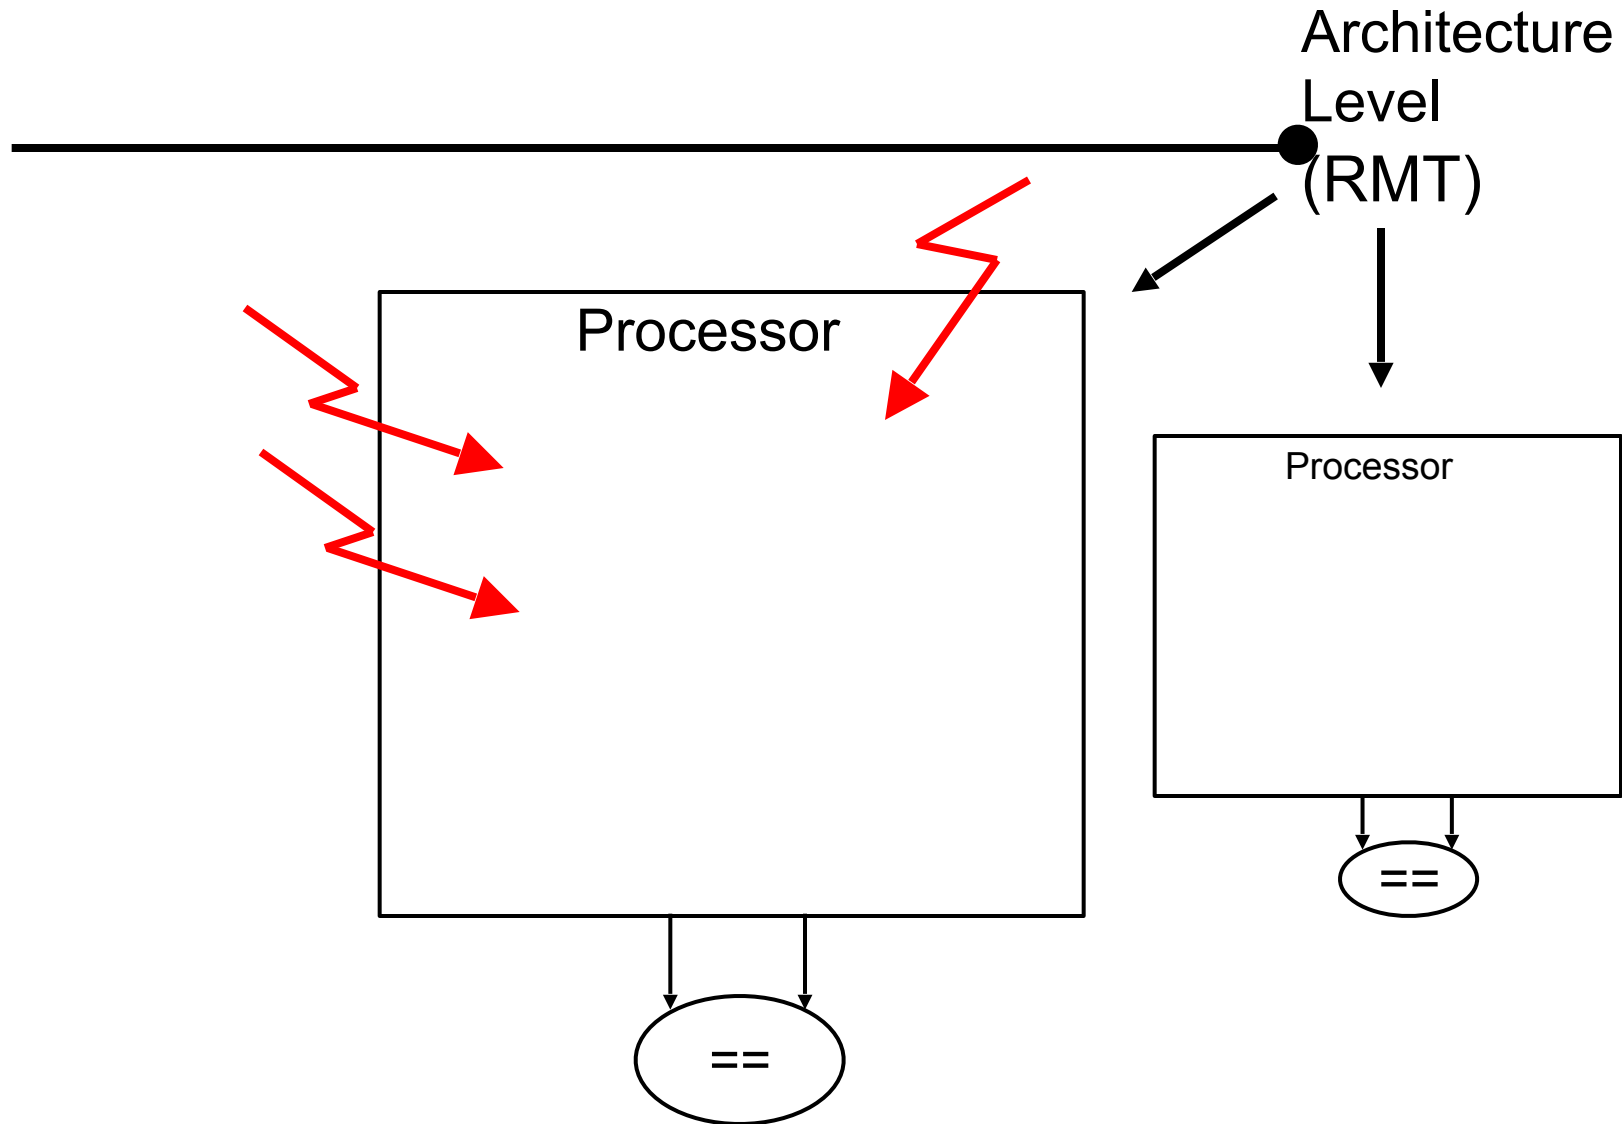 Architecture
Level
(RMT)
Processor
Processor
==
==